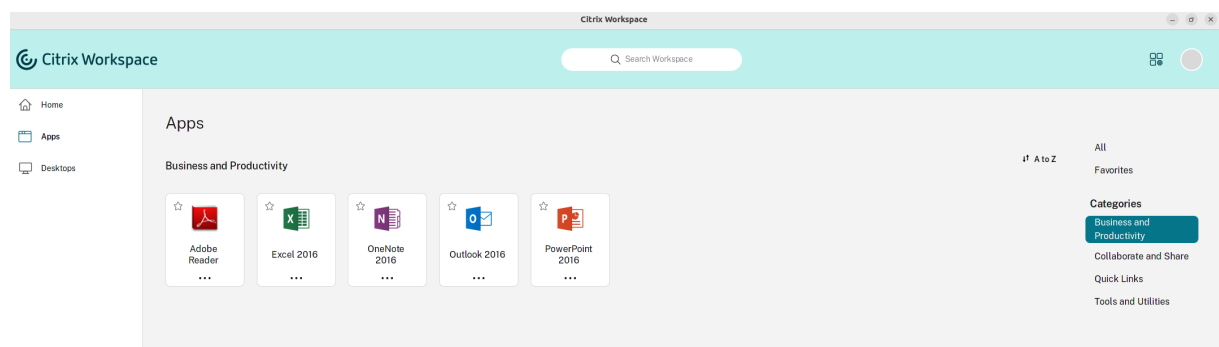 Citrix Workspace
Citrix Workspace
Search Workspace
Home
Apps
Desktops
Apps
Business and Productivity
A to Z
Adobe
Reader
Excel 2016
OneNote
2016
Outlook 2016
PowerPoint
2016
All
Favorites
Categories
Business and
Productivity
Collaborate and Share
Quick Links
Tools and Utilities